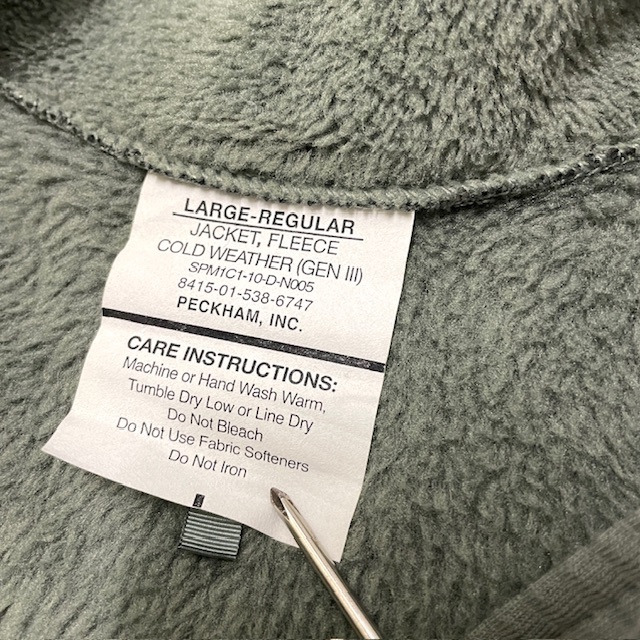 LARGE-REGULAR
JACKET, FLEECE
COLD WEATHER (GEN III)
SPM1C1-10-D-N005
8415-01-538-6747
PECKHAM, INC.
CARE INSTRUCTIONS:
Machine or Hand Wash Warm,
Tumble Dry Low or Line Dry
Do Not Bleach
Do Not Use Fabric Softeners
Do Not Iron